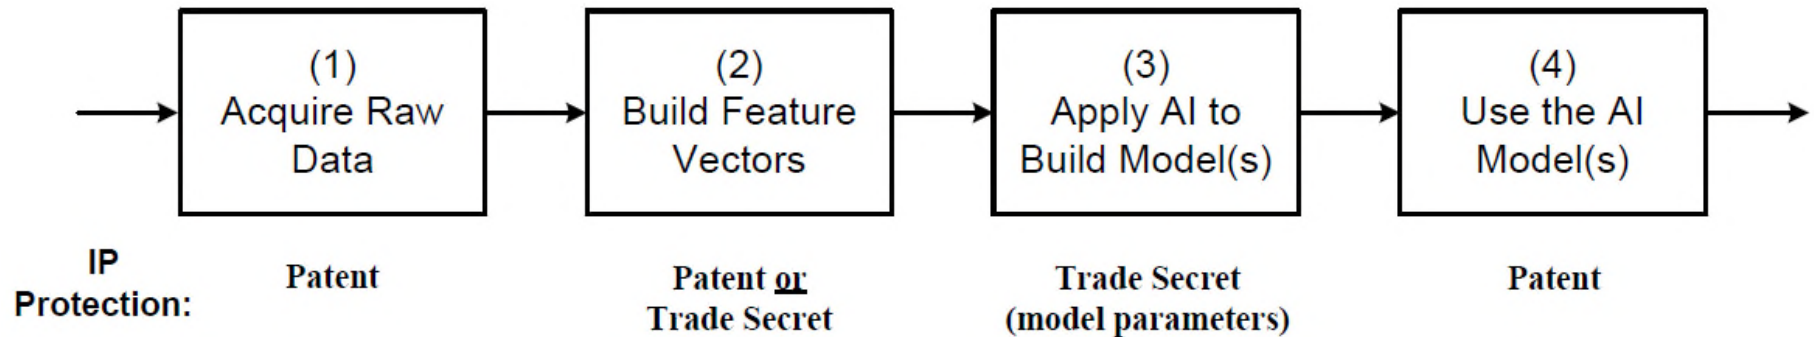 (1)
Acquire Raw
Data
(2)
Build Feature
Vectors
(3)
Apply AI to
Build Model(s)
(4)
Use the AI
Model(s)
IP
Protection:
Patent
Patent or
Trade Secret
Trade Secret
(model parameters)
Patent